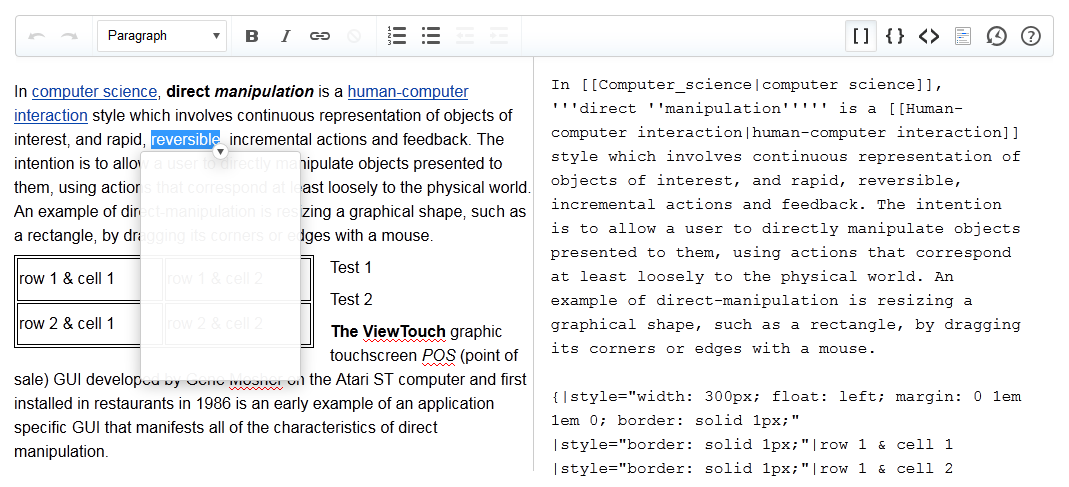 Paragraph
B I
[ ] { } <> ?
In computer science, direct manipulation is a human-computer
interaction style which involves continuous representation of objects of
interest, and rapid, reversible, incremental actions and feedback. The
intention is to allow a user to directly manipulate objects presented to
them, using actions that correspond at least loosely to the physical world.
An example of direct-manipulation is resizing a graphical shape, such as
a rectangle, by dragging its corners or edges with a mouse.
row 1 & cell 1 row 1 & cell 2
row 2 & cell 1 row 2 & cell 2
Test 1
Test 2
The ViewTouch graphic
touchscreen POS (point of
sale) GUI developed by Gene Mosher on the Atari ST computer and first
installed in restaurants in 1986 is an early example of an application
specific GUI that manifests all of the characteristics of direct
manipulation.
In [[Computer_science|computer science]],
'''direct ''manipulation''''' is a [[Human-
computer interaction|human-computer interaction]]
style which involves continuous representation of
objects of interest, and rapid, reversible,
incremental actions and feedback. The intention
is to allow a user to directly manipulate objects
presented to them, using actions that correspond
at least loosely to the physical world. An
example of direct-manipulation is resizing a
graphical shape, such as a rectangle, by dragging
its corners or edges with a mouse.
{|style="width: 300px; float: left; margin: 0 1em
1em 0; border: solid 1px;"
|style="border: solid 1px;"|row 1 & cell 1
|style="border: solid 1px;"|row 1 & cell 2